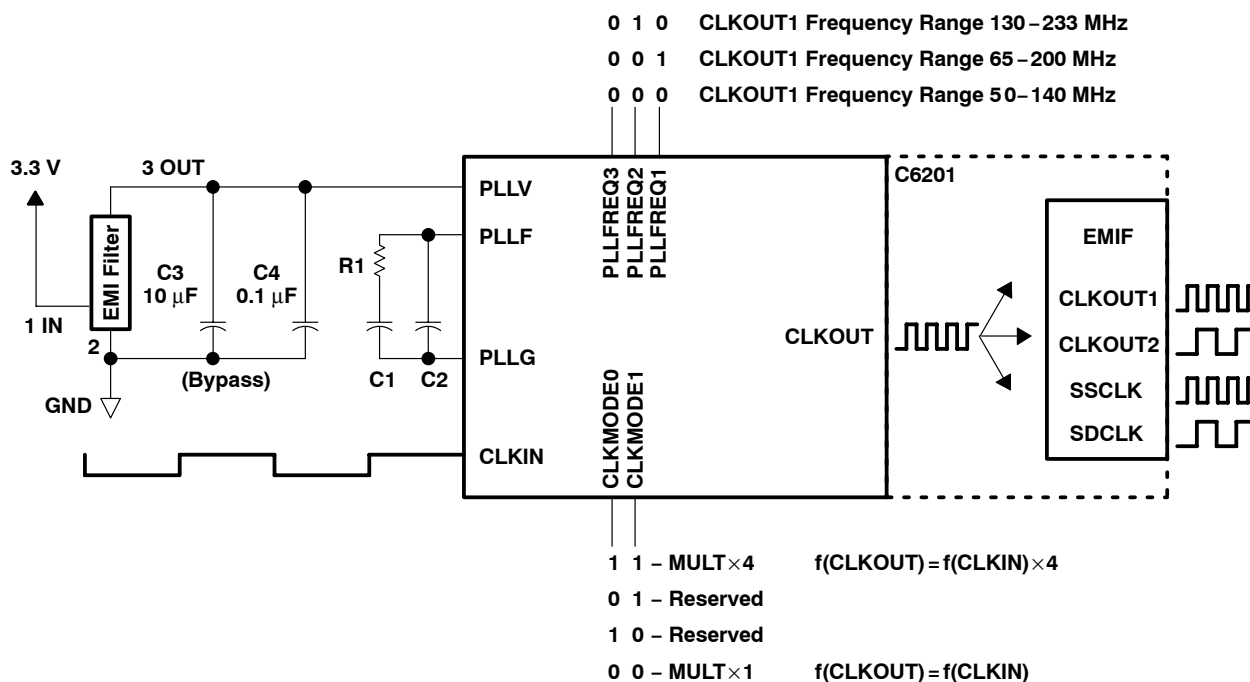 0 1 0 CLKOUT1 Frequency Range 130–233 MHz
0 0 1 CLKOUT1 Frequency Range 65–200 MHz
0 0 0 CLKOUT1 Frequency Range 50–140 MHz
3.3 V
3 OUT
EMI Filter
1 IN
2
GND
C3
10 µF
C4
0.1 µF
(Bypass)
R1
C1
C2
PLLV
PLLF
PLLG
CLKIN
PLLFREQ3
PLLFREQ2
PLLFREQ1
CLKMODE0
CLKMODE1
CLKOUT
C6201
EMIF
CLKOUT1
CLKOUT2
SSCLK
SDCLK
1 1 – MULT×4 f(CLKOUT)=f(CLKIN)×4
0 1 – Reserved
1 0 – Reserved
0 0 – MULT×1 f(CLKOUT)=f(CLKIN)